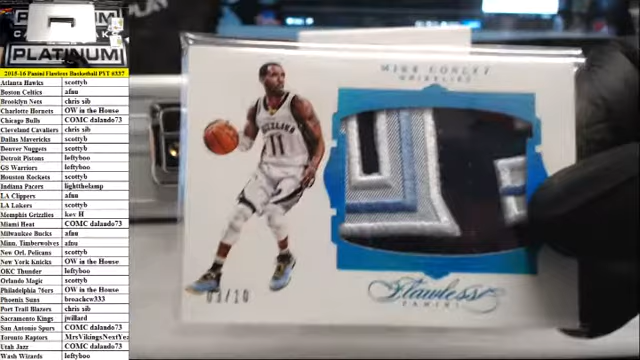 PLATINUM
2015-16 Panini Flawless Basketball PYT #337
Atlanta Hawks scottyb
Boston Celtics afnu
Brooklyn Nets chris sib
Charlotte Hornets OW in the House
Chicago Bulls COMC dalando73
Cleveland Cavaliers chris sib
Dallas Mavericks scottyb
Denver Nuggets scottyb
Detroit Pistons leftyboo
GS Warriors leftyboo
Houston Rockets scottyb
Indiana Pacers lightthelamp
LA Clippers afnu
LA Lakers scottyb
Memphis Grizzlies kev H
Miami Heat COMC dalando73
Milwaukee Bucks afnu
Minn. Timberwolves afnu
New Orl. Pelicans scottyb
New York Knicks OW in the House
OKC Thunder leftyboo
Orlando Magic scottyb
Philadelphia 76ers OW in the House
Phoenix Suns broachcw333
Port Trail Blazers chris sib
Sacramento Kings jwillard
San Antonio Spurs COMC dalando73
Toronto Raptors MrsVikingsNextYea
Utah Jazz COMC dalando73
Wash Wizards leftyboo
MIKE CONLEY
GRIZZLIES
11
Flawless
PANINI
03/10